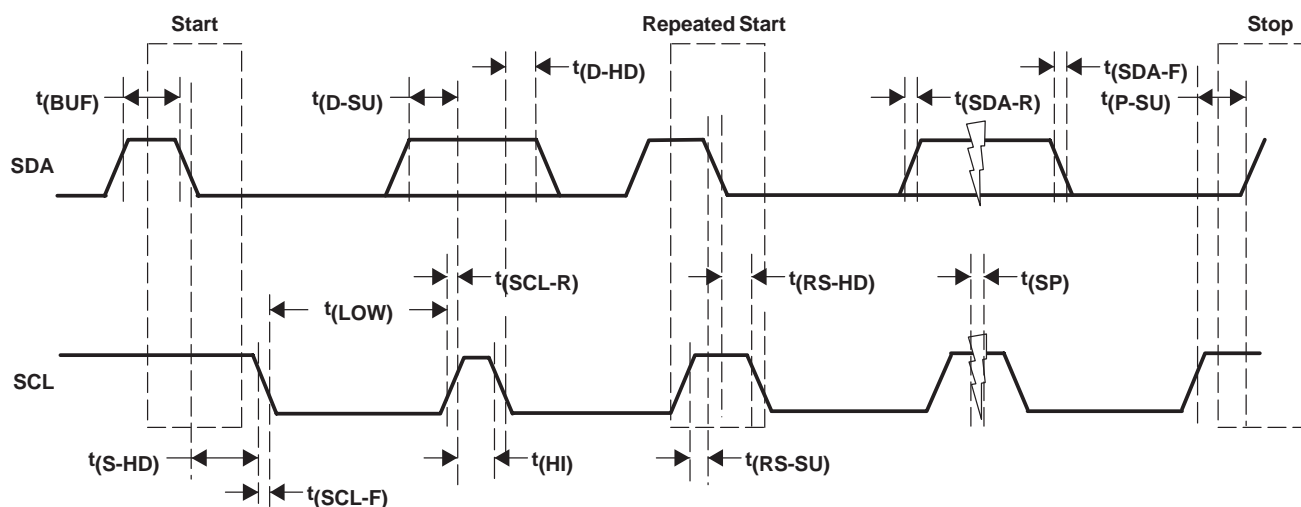 Start
Repeated Start
Stop
t(BUF)
t(D-SU)
t(D-HD)
t(SDA-R)
t(SDA-F)
t(P-SU)
SDA
t(SCL-R)
t(RS-HD)
t(SP)
t(LOW)
SCL
t(S-HD)
t(HI)
t(RS-SU)
t(SCL-F)